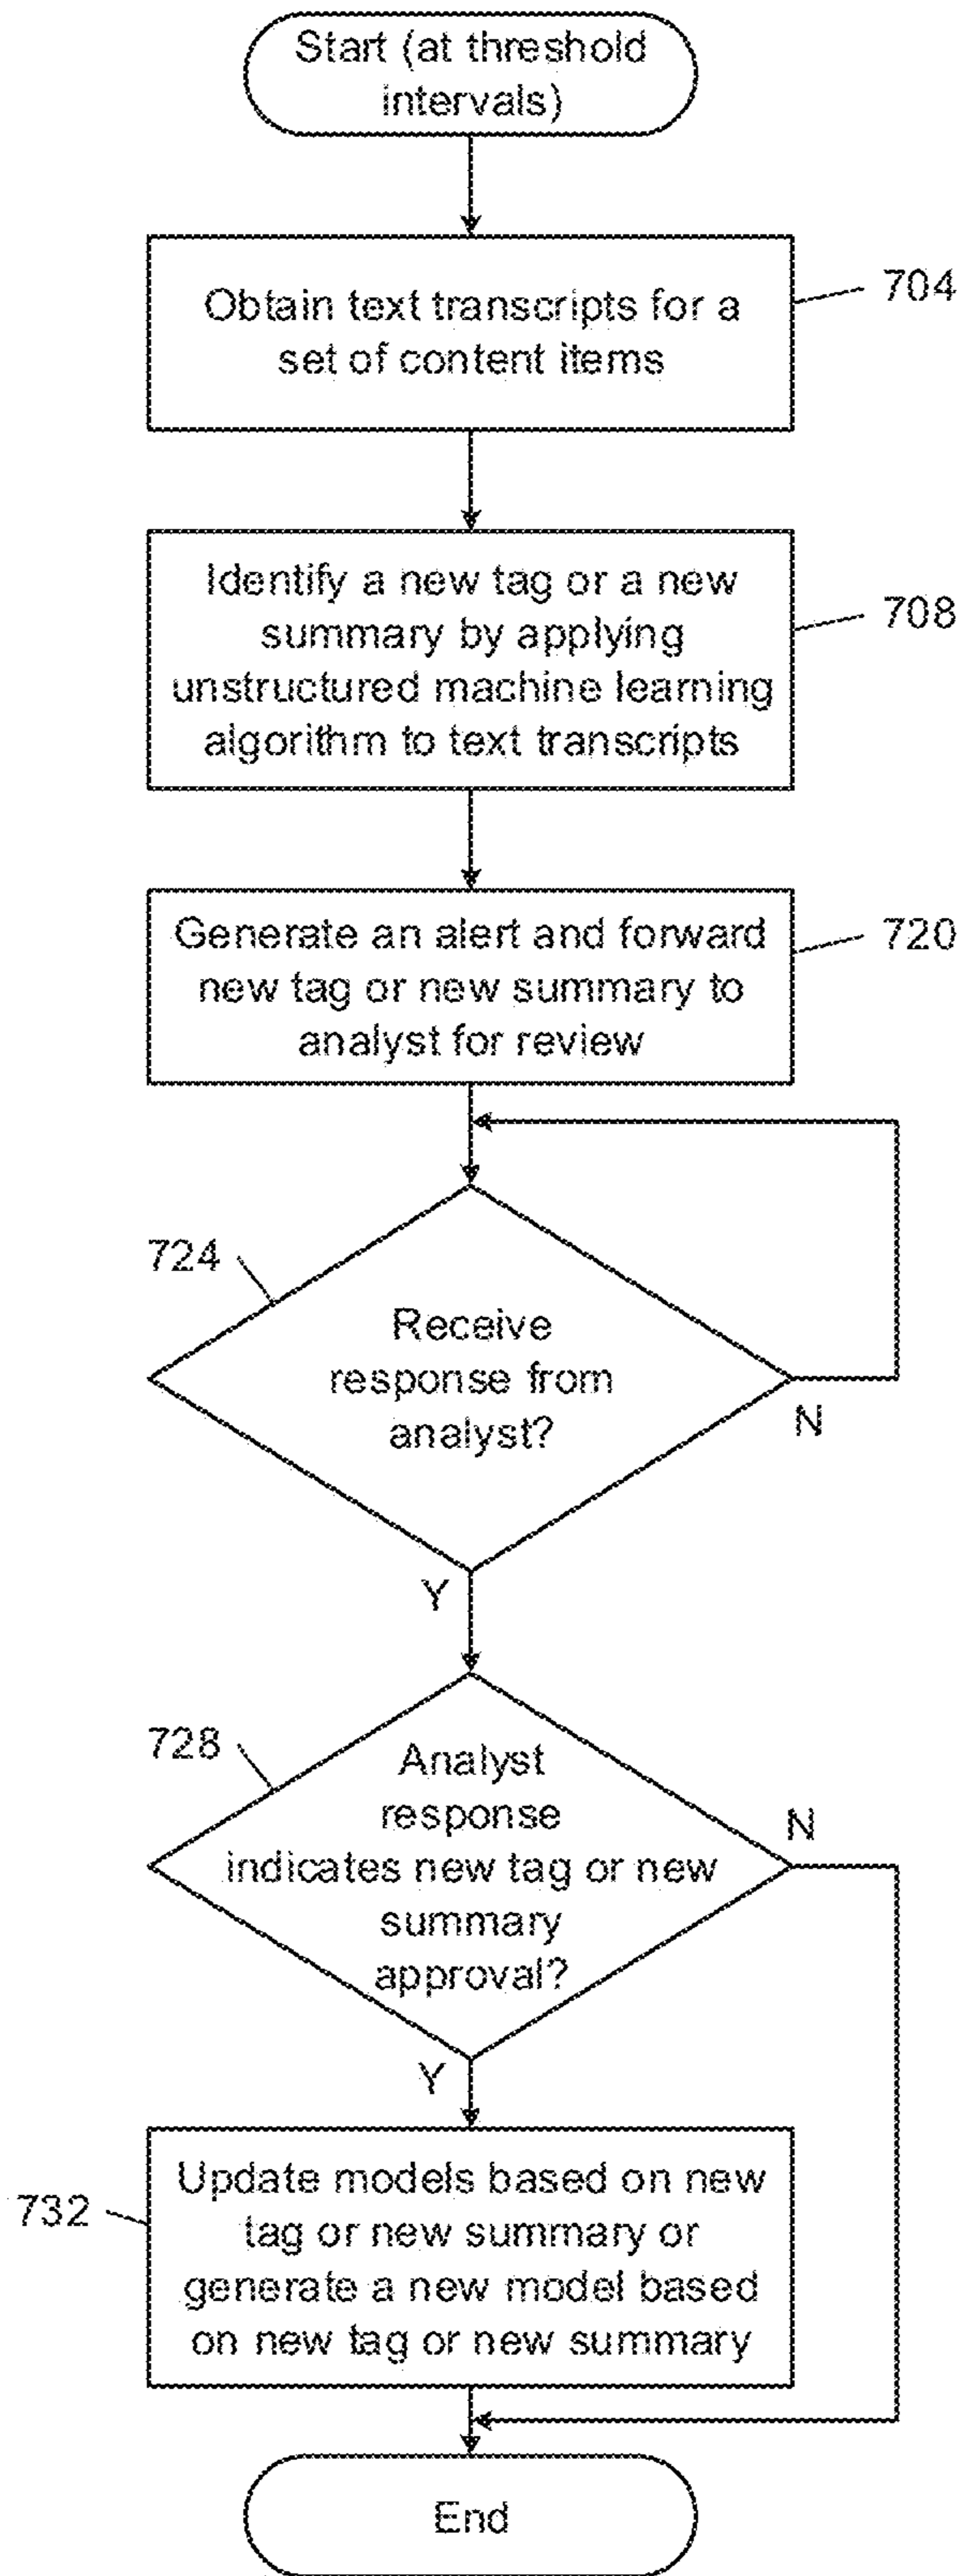 Start (at threshold
intervals)
Obtain text transcripts for a
set of content items
704
Identify a new tag or a new
summary by applying
unstructured machine learning
algorithm to text transcripts
708
Generate an alert and forward
new tag or new summary to
analyst for review
720
724
Receive
response from
analyst?
N
Y
728
Analyst
response
indicates new tag or new
summary
approval?
N
Y
732
Update models based on new
tag or new summary or
generate a new model based
on new tag or new summary
End